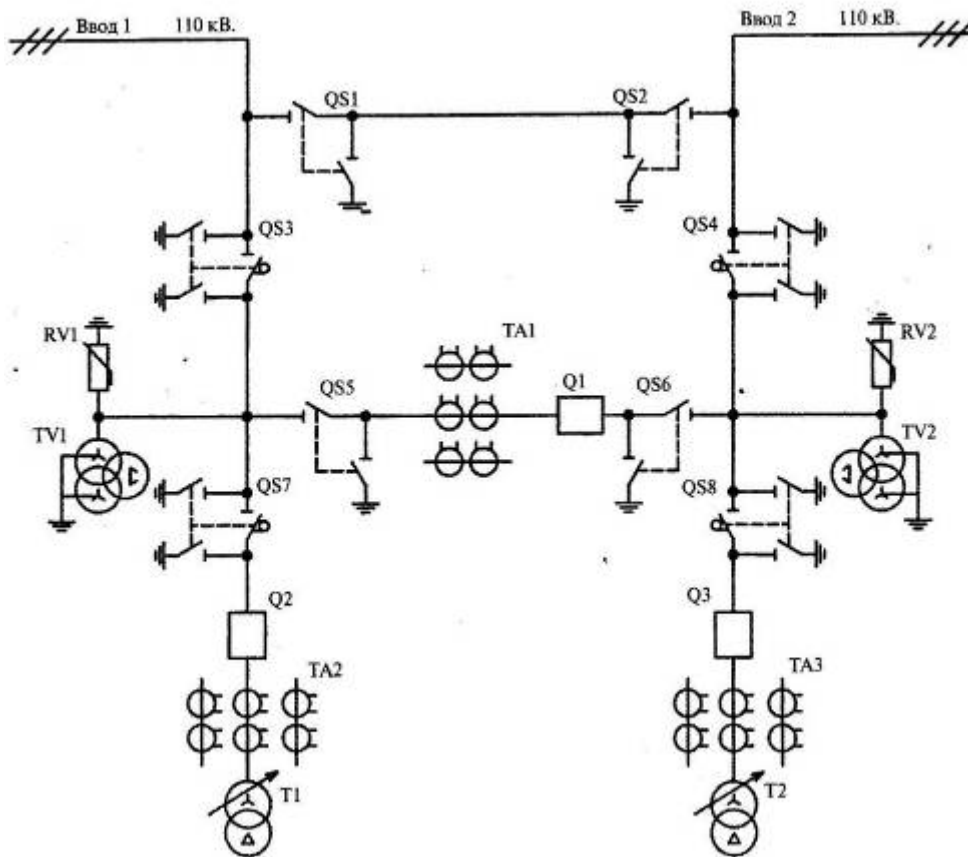 Ввод 1 110 кВ.
Ввод 2 110 кВ.
QS1
QS2
QS3
QS4
RV1
TA1
RV2
QS5
Q1
QS6
TV1
TV2
QS7
QS8
Q2
Q3
TA2
TA3
T1
T2